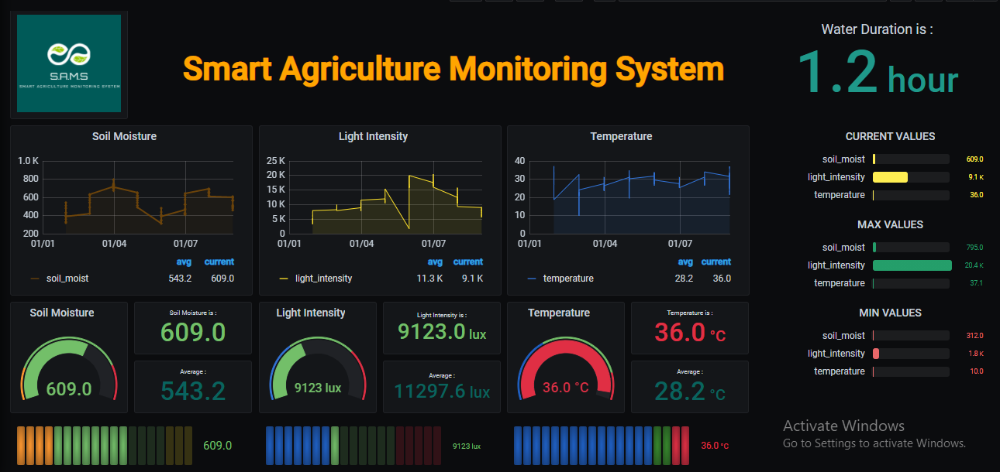 S.A.M.S
SMART AGRICULTURE MONITORING SYSTEM
Smart Agriculture Monitoring System
Water Duration is :
1.2 hour
Soil Moisture
1.0 K
800
600
400
200
01/01 01/04 01/07
avg current
soil_moist 543.2 609.0
Light Intensity
25 K
20 K
15 K
10 K
5 K
0
01/01 01/04 01/07
avg current
light_intensity 11.3 K 9.1 K
Temperature
40
30
20
10
0
01/01 01/04 01/07
avg current
temperature 28.2 36.0
CURRENT VALUES
soil_moist 609.0
light_intensity 9.1 K
temperature 36.0
MAX VALUES
soil_moist 795.0
light_intensity 20.4 K
temperature 37.1
MIN VALUES
soil_moist 312.0
light_intensity 1.8 K
temperature 10.0
Soil Moisture
609.0
Soil Moisture is :
609.0
Average :
543.2
Light Intensity
9123 lux
Light Intensity is :
9123.0 lux
Average :
11297.6 lux
Temperature
36.0 °C
Temperature is :
36.0 °C
Average :
28.2 °C
609.0
9123 lux
36.0 °C
Activate Windows
Go to Settings to activate Windows.